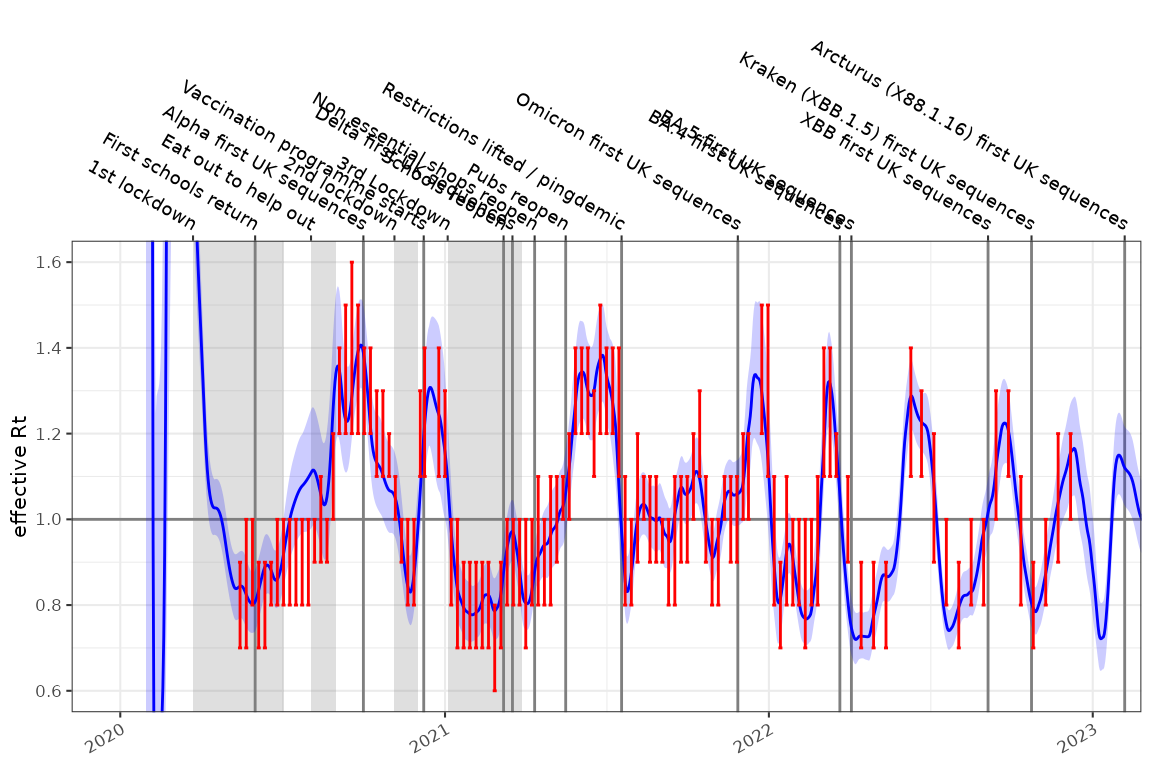 1st lockdown
First schools return
Eat out to help out
Alpha first UK sequences
2nd lockdown
Vaccination programme starts
3rd Lockdown
Schools reopen
Delta first UK sequences
Non essential shops reopen
Pubs reopen
Restrictions lifted / pingdemic
Omicron first UK sequences
BA.4 first UK sequences
BA.5 first UK sequences
XBB first UK sequences
Kraken (XBB.1.5) first UK sequences
Arcturus (X88.1.16) first UK sequences
effective Rt
1.6
1.4
1.2
1.0
0.8
0.6
2020
2021
2022
2023